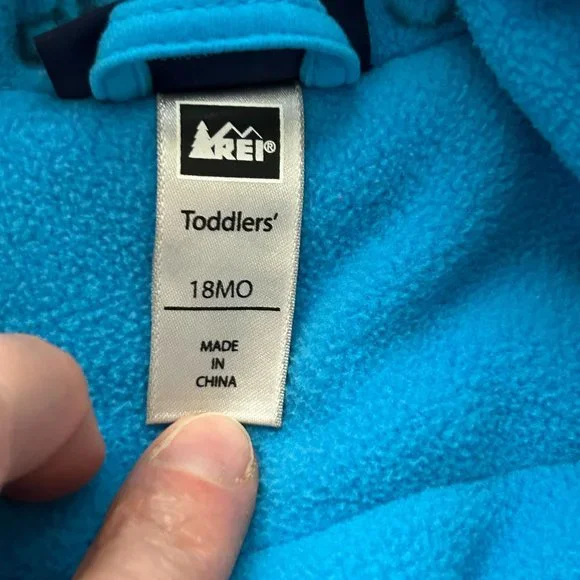 REI®
Toddlers'
18MO
MADE
IN
CHINA